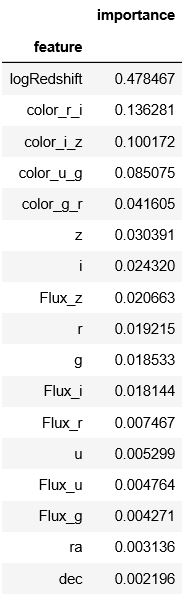 importance
feature
logRedshift 0.478467
color_r_i 0.136281
color_i_z 0.100172
color_u_g 0.085075
color_g_r 0.041605
z 0.030391
i 0.024320
Flux_z 0.020663
r 0.019215
g 0.018533
Flux_i 0.018144
Flux_r 0.007467
u 0.005299
Flux_u 0.004764
Flux_g 0.004271
ra 0.003136
dec 0.002196